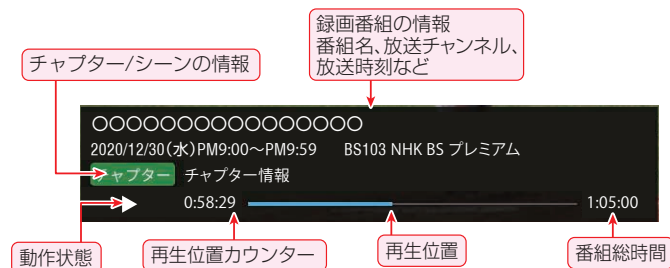 録画番組の情報
番組名、放送チャンネル、
放送時刻など
チャプター/シーンの情報
○○○○○○○○○○○○○○○○
2020/12/30(水)PM9:00～PM9:59 BS103 NHK BS プレミアム
チャプター チャプター情報
0:58:29 1:05:00
動作状態 再生位置カウンター 再生位置 番組総時間